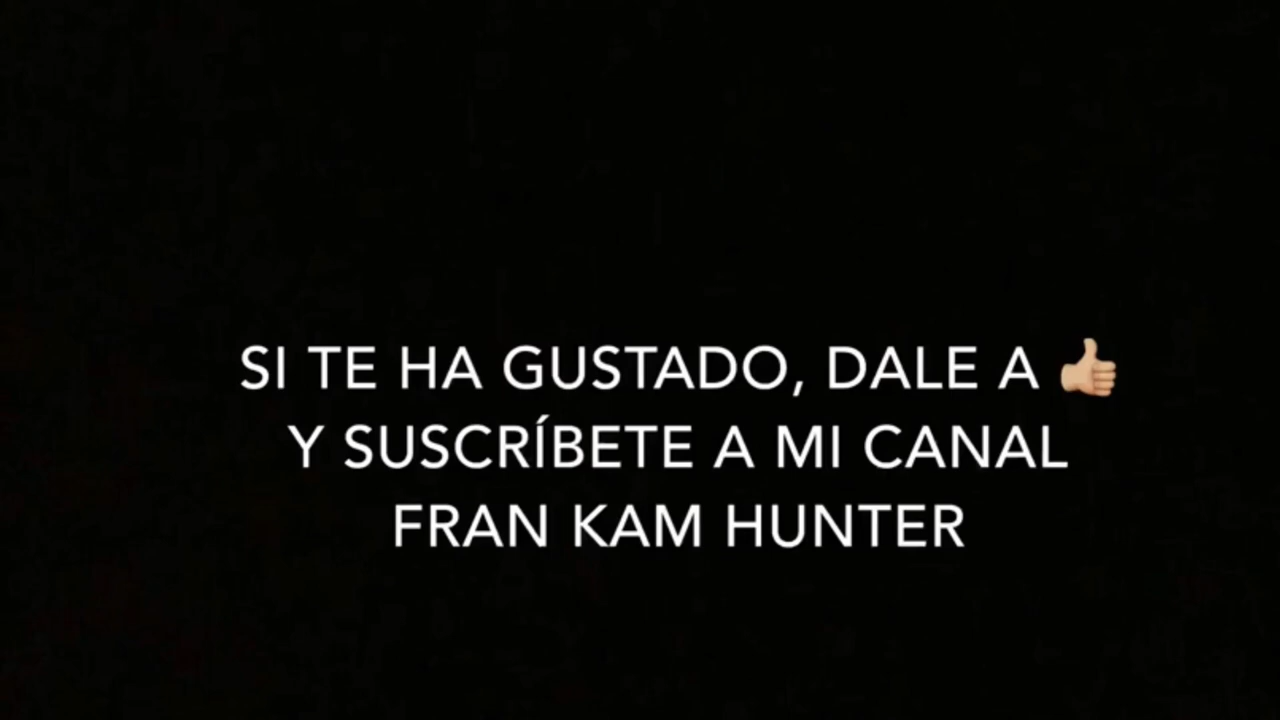 SI TE HA GUSTADO, DALE A 👍🏼
Y SUSCRÍBETE A MI CANAL
FRAN KAM HUNTER